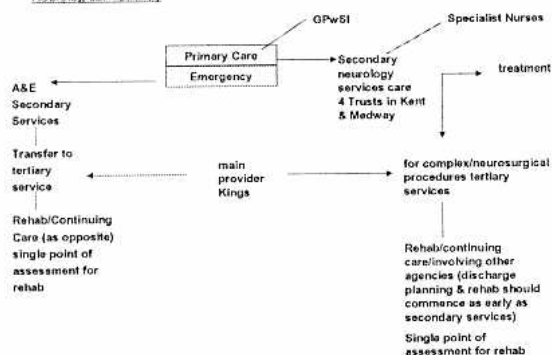 GPwSI
Specialist Nurses
Primary Care
Emergency
Secondary
neurology
services care
4 Trusts in Kent
& Medway
treatment
A&E
Secondary
Services
Transfer to
tertiary
service
main
provider
Kings
for complex/neurosurgical
procedures tertiary
services
Rehab/Continuing
Care (as opposite)
single point of
assessment for
rehab
Rehab/continuing
care/involving other
agencies (discharge
planning & rehab should
commence as early as
secondary services)
Single point of
assessment for rehab